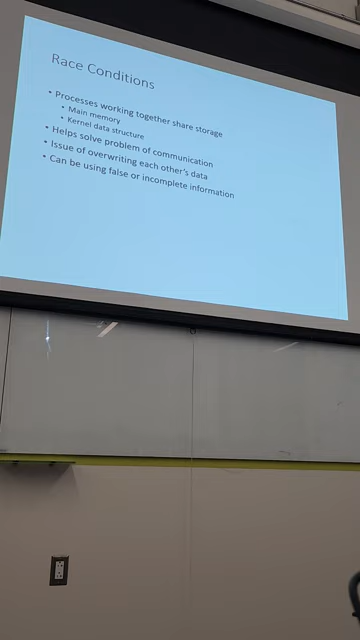 Race Conditions
• Processes working together share storage
• Main memory
• Kernel data structure
• Helps solve problem of communication
• Issue of overwriting each other's data
• Can be using false or incomplete information